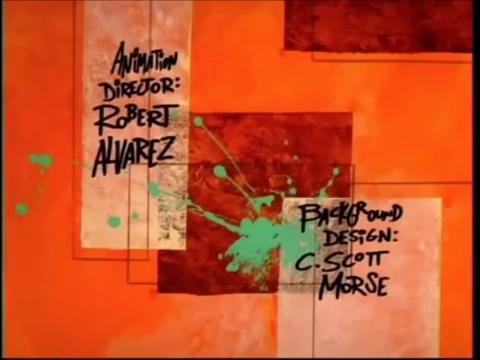 ANiMATiON
DiRECTOR:
ROBERT
ALVAREZ
BACKGROUND
DESiGN:
C. SCOTT
MORSE